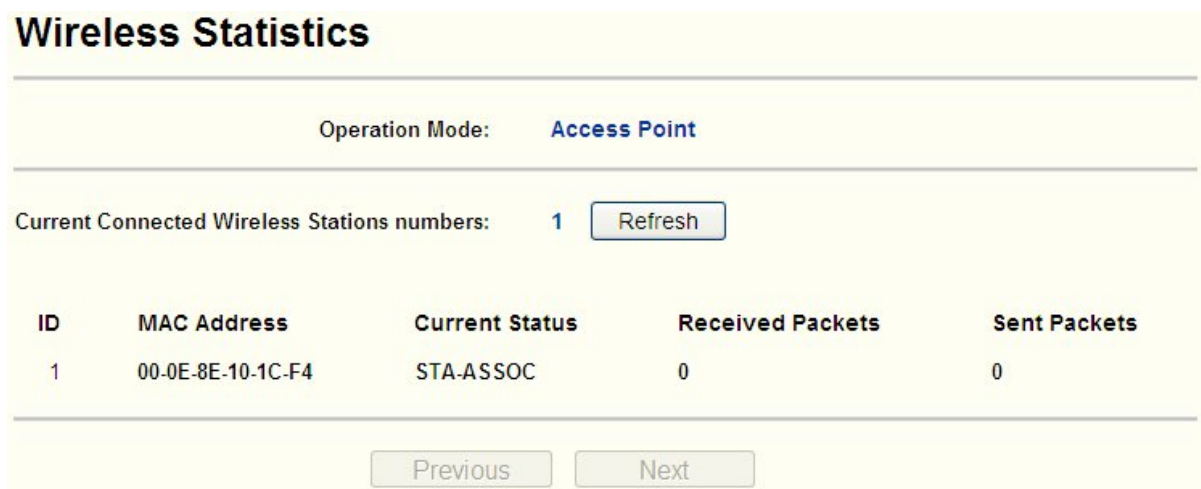 Wireless Statistics
Operation Mode: Access Point
Current Connected Wireless Stations numbers: 1 Refresh
ID MAC Address Current Status Received Packets Sent Packets
1 00-0E-8E-10-1C-F4 STA-ASSOC 0 0
Previous Next